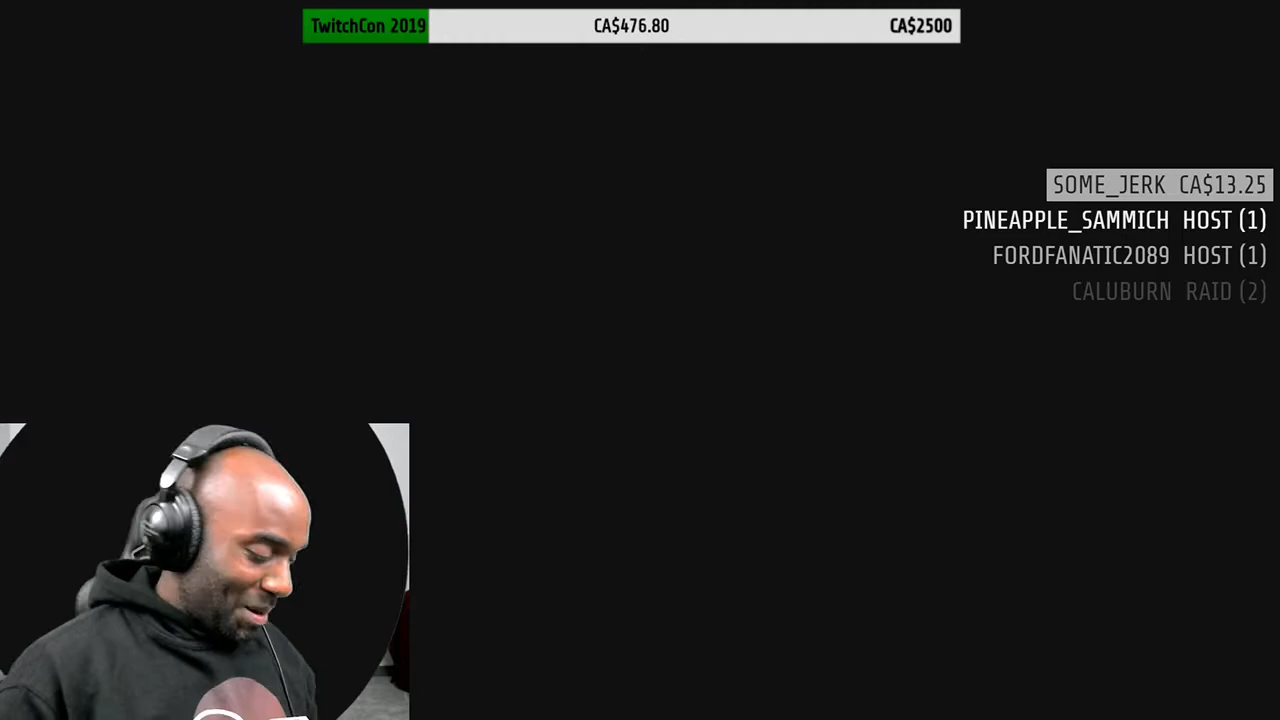 TwitchCon 2019 CA$476.80 CA$2500
SOME_JERK CA$13.25
PINEAPPLE_SAMMICH HOST (1)
FORDFANATIC2089 HOST (1)
CALUBURN RAID (2)